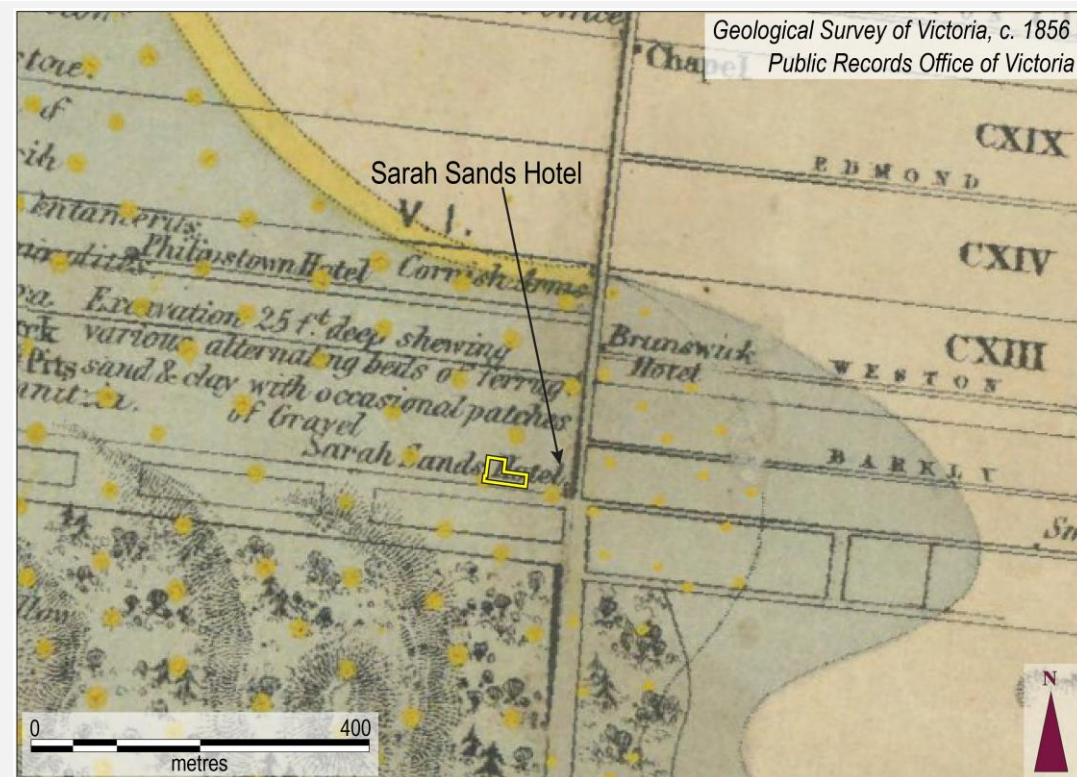 Geological Survey of Victoria, c. 1856
Public Records Office of Victoria
Chapel
CXIX
EDMOND
Sarah Sands Hotel
V I.
CXIV
Philipstown Hotel Cornish Arms
Excavation 25 f.t deep shewing
various alternating beds of ferrug.
sand & clay with occasional patches
of Gravel
Pits
Brunswick
Hotel
CXIII
WESTON
Sarah Sands Hotel
BARKLY
N
0 400
metres